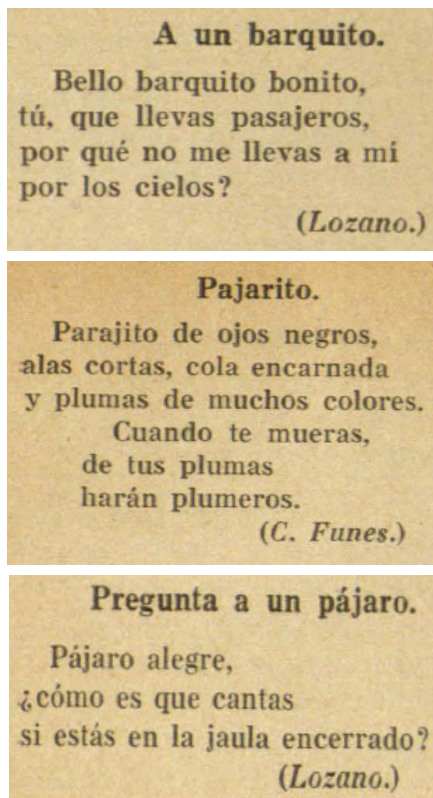 A un barquito.
Bello barquito bonito,
tú, que llevas pasajeros,
por qué no me llevas a mi
por los cielos?
(Lozano.)
Pajarito.
Parajito de ojos negros,
alas cortas, cola encarnada
y plumas de muchos colores.
Cuando te mueras,
de tus plumas
harán plumeros.
(C. Funes.)
Pregunta a un pájaro.
Pájaro alegre,
¿cómo es que cantas
si estás en la jaula encerrado?
(Lozano.)